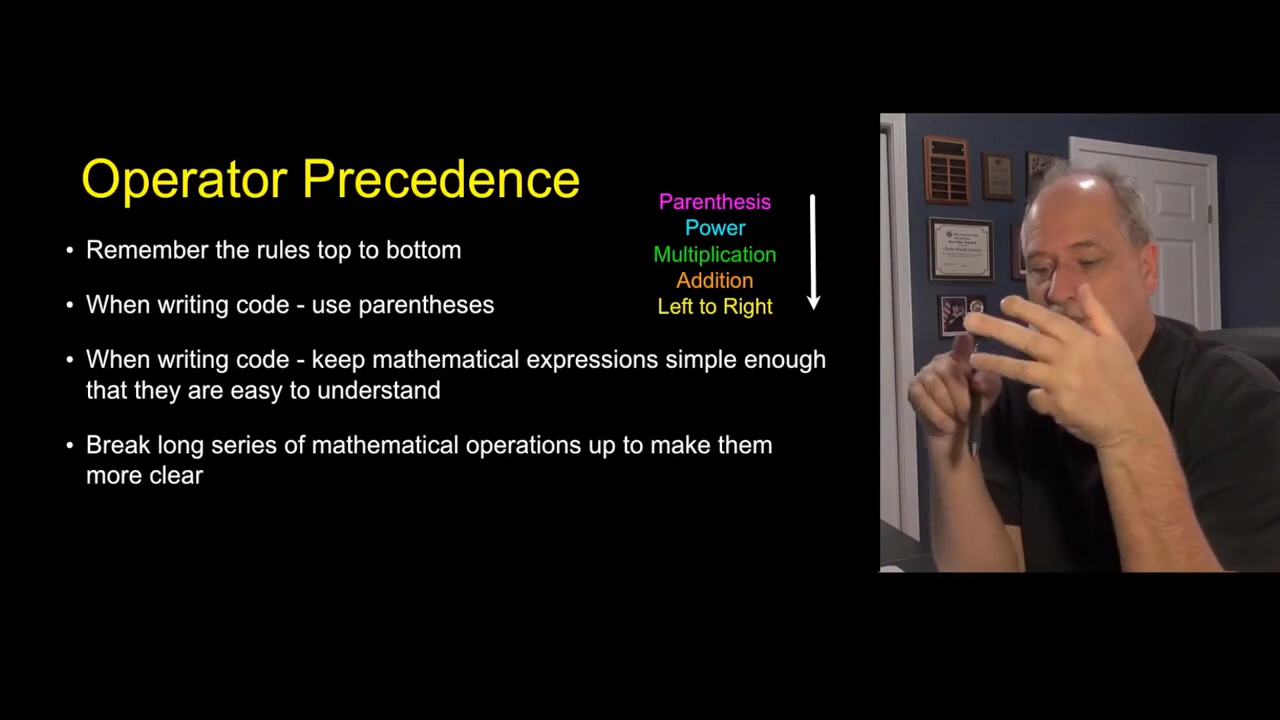 Operator Precedence
Parenthesis
Power
Multiplication
Addition
Left to Right
• Remember the rules top to bottom
• When writing code - use parentheses
• When writing code - keep mathematical expressions simple enough
that they are easy to understand
• Break long series of mathematical operations up to make them
more clear